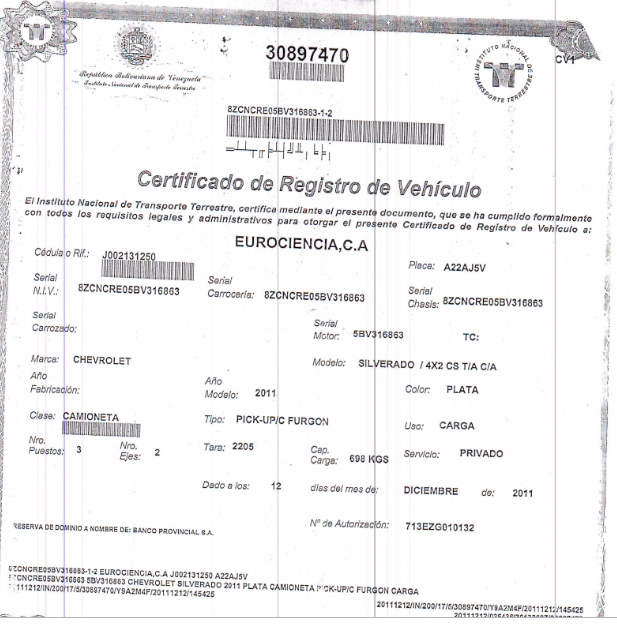 30897470
CV1
República Bolivariana de Venezuela
Instituto Nacional de Transporte Terrestre
INSTITUTO NACIONAL DE TRANSPORTE TERRESTRE
8ZCNCRE05BV316863-1-2
Certificado de Registro de Vehículo
El Instituto Nacional de Transporte Terrestre, certifica mediante el presente documento, que se ha cumplido formalmente
con todos los requisitos legales y administrativos para otorgar el presente Certificado de Registro de Vehículo a:
EUROCIENCIA,C.A
Cédula o Rif.: J002131250 Placa: A22AJ5V
Serial N.I.V.: 8ZCNCRE05BV316863 Serial Carrocería: 8ZCNCRE05BV316863 Serial Chasis: 8ZCNCRE05BV316863
Serial Carrozado: Serial Motor: 5BV316863 TC:
Marca: CHEVROLET Modelo: SILVERADO / 4X2 CS T/A C/A
Año Fabricación: Año Modelo: 2011 Color: PLATA
Clase: CAMIONETA Tipo: PICK-UP/C FURGON Uso: CARGA
Nro. Puestos: 3 Nro. Ejes: 2 Tara: 2205 Cap. Carga: 698 KGS Servicio: PRIVADO
Dado a los: 12 días del mes de: DICIEMBRE de: 2011
RESERVA DE DOMINIO A NOMBRE DE: BANCO PROVINCIAL S.A. Nº de Autorización: 713EZG010132
8ZCNCRE05BV316863-1-2 EUROCIENCIA,C.A J002131250 A22AJ5V
8ZCNCRE05BV316863 5BV316863 CHEVROLET SILVERADO 2011 PLATA CAMIONETA PICK-UP/C FURGON CARGA
20111212/IN/200/17/5/30897470/Y9A2M4F/20111212/145425
20111212/IN/200/17/5/30897470/Y9A2M4F/20111212/145425